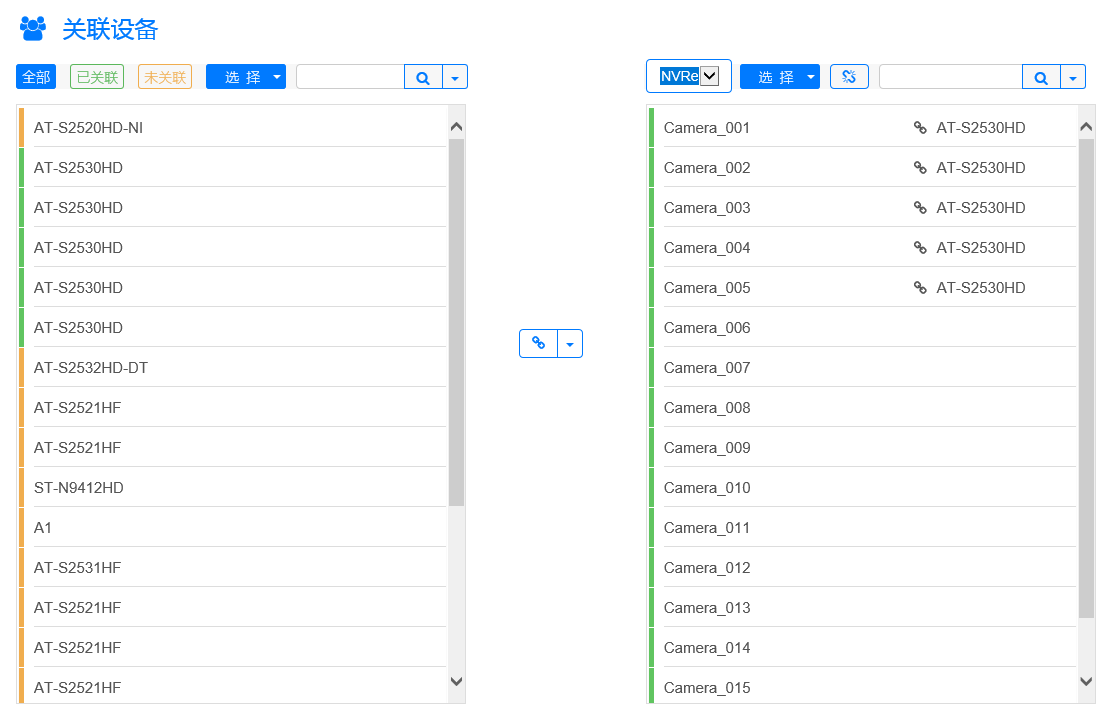 关联设备
全部 已关联 未关联 选 择
AT-S2520HD-NI
AT-S2530HD
AT-S2530HD
AT-S2530HD
AT-S2530HD
AT-S2530HD
AT-S2532HD-DT
AT-S2521HF
AT-S2521HF
ST-N9412HD
A1
AT-S2531HF
AT-S2521HF
AT-S2521HF
AT-S2521HF
NVRe 选 择
Camera_001 AT-S2530HD
Camera_002 AT-S2530HD
Camera_003 AT-S2530HD
Camera_004 AT-S2530HD
Camera_005 AT-S2530HD
Camera_006
Camera_007
Camera_008
Camera_009
Camera_010
Camera_011
Camera_012
Camera_013
Camera_014
Camera_015